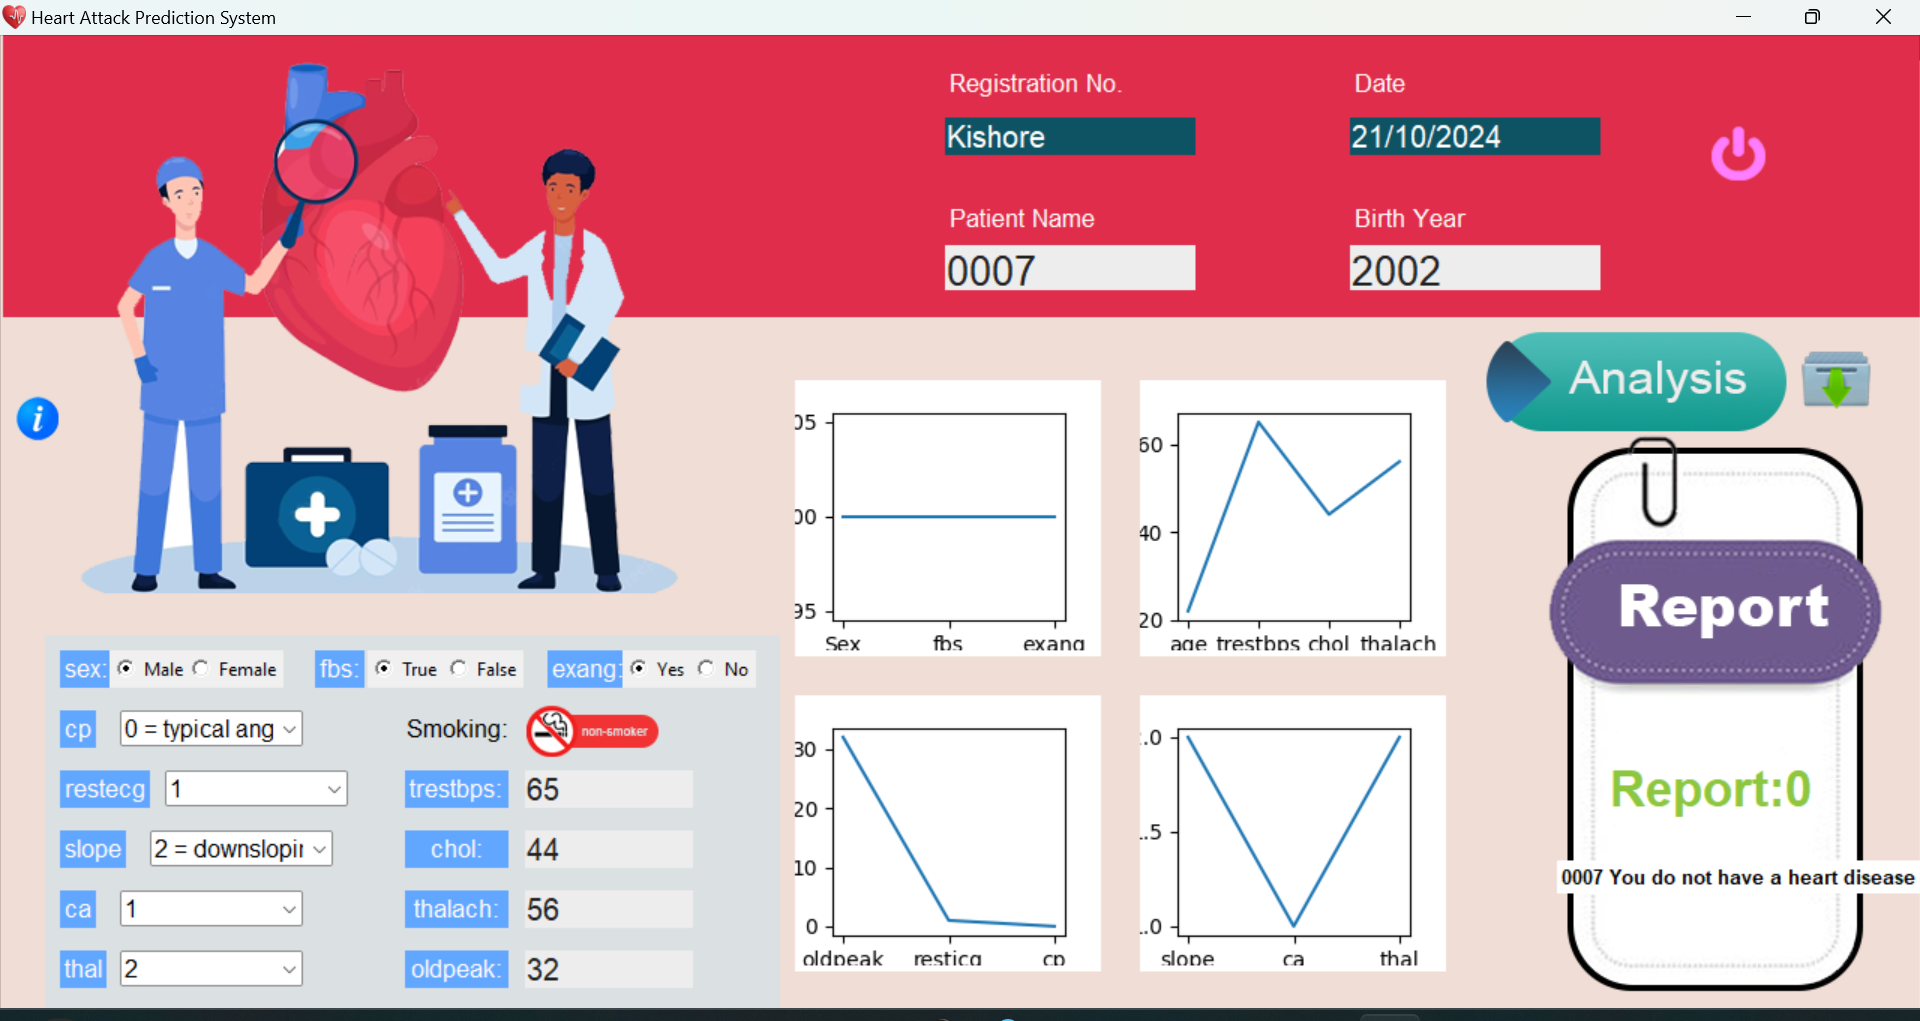 Heart Attack Prediction System
Registration No.
Date
Kishore
21/10/2024
Patient Name
Birth Year
0007
2002
Analysis
i
05
00
95
Sex fbs exang
60
40
20
age trestbps chol thalach
Report
Report:0
0007 You do not have a heart disease
sex: Male Female fbs: True False exang: Yes No
cp 0 = typical ang Smoking: non-smoker
restecg 1 trestbps: 65
slope 2 = downslopir chol: 44
ca 1 thalach: 56
thal 2 oldpeak: 32
30
20
10
0
oldpeak resticg cp
.0
.5
.0
slope ca thal